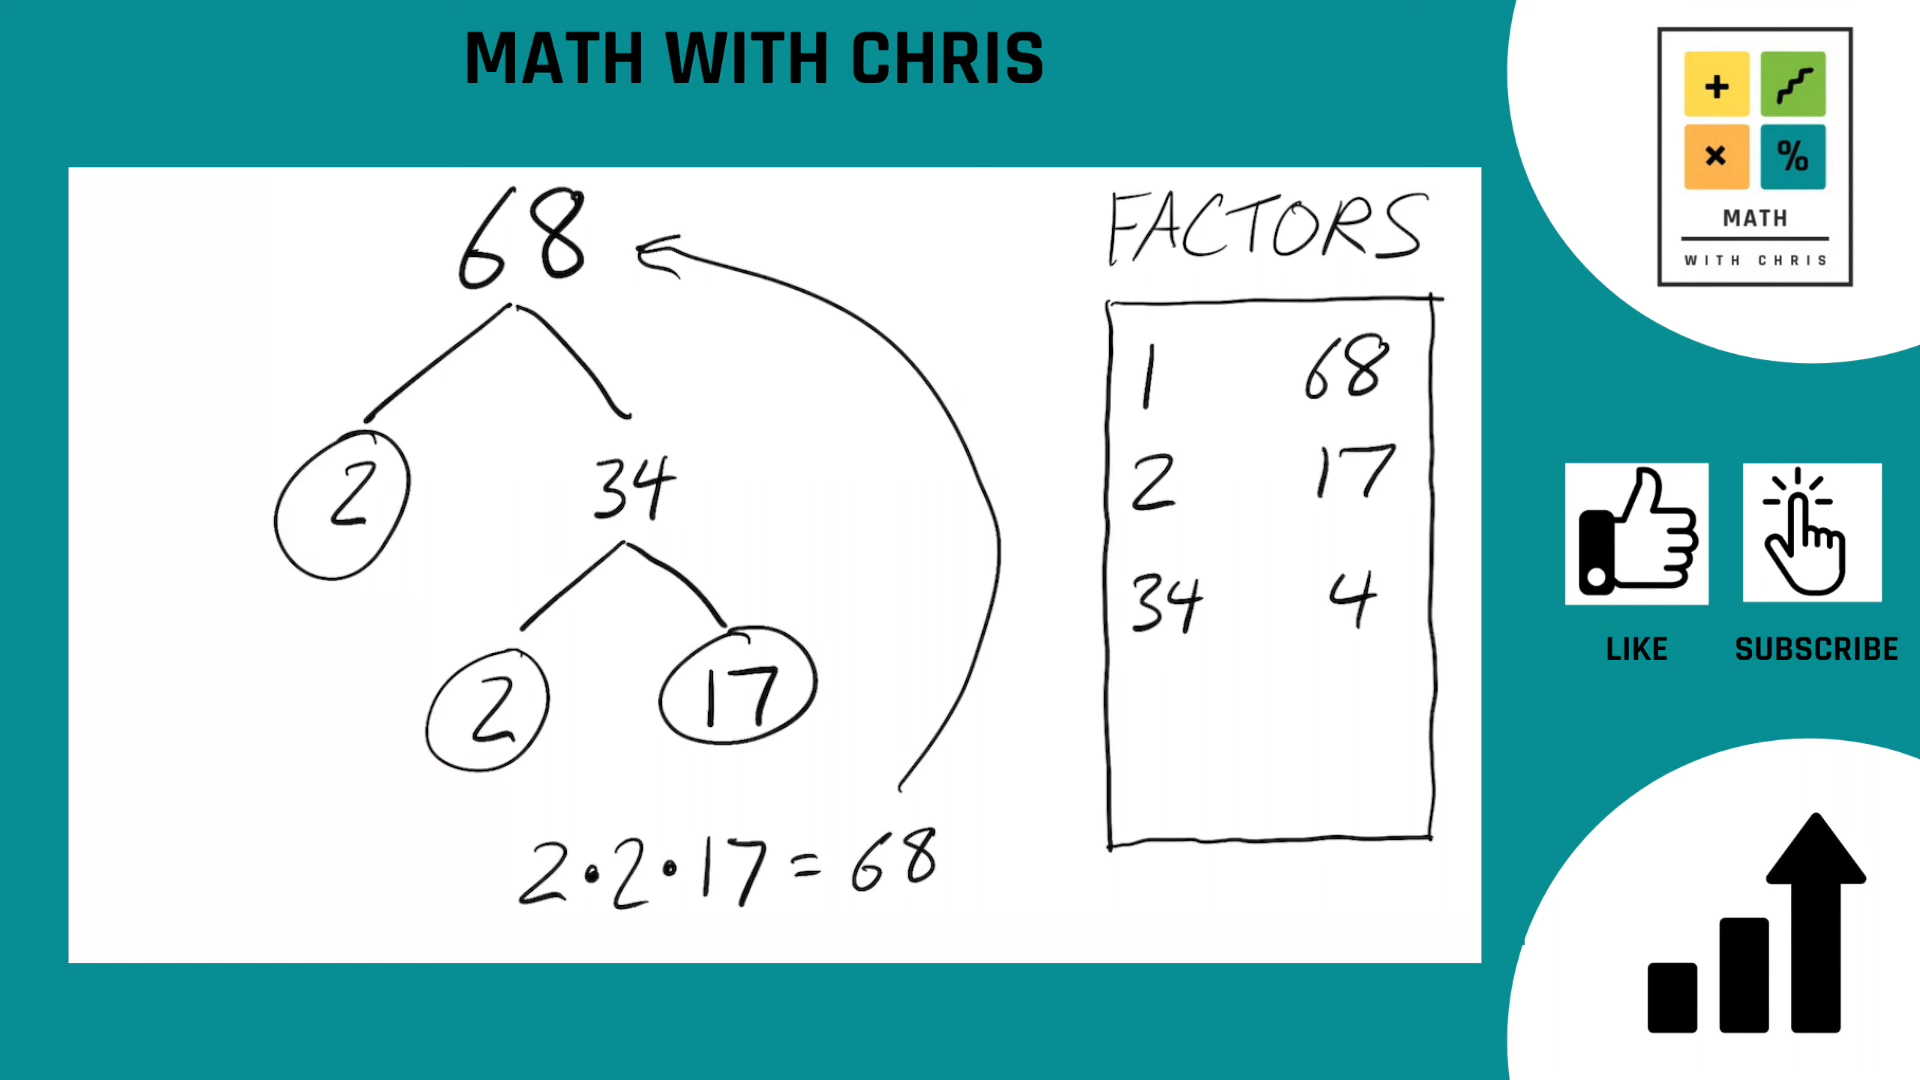 MATH WITH CHRIS
68
2 34
2 17
2·2·17=68
FACTORS
1 68
2 17
34 4
+
× %
MATH
WITH CHRIS
LIKE SUBSCRIBE